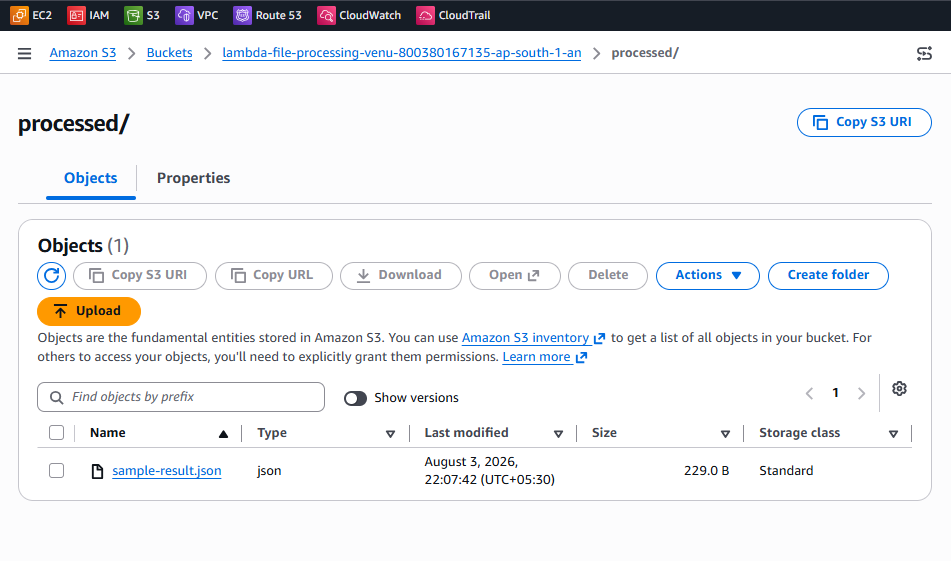 EC2 IAM S3 VPC Route 53 CloudWatch CloudTrail
Amazon S3 Buckets lambda-file-processing-venu-800380167135-ap-south-1-an processed/
processed/
Copy S3 URI
Objects Properties
Objects (1)
Copy S3 URI Copy URL Download Open Delete Actions Create folder
Upload
Objects are the fundamental entities stored in Amazon S3. You can use Amazon S3 inventory to get a list of all objects in your bucket. For
others to access your objects, you'll need to explicitly grant them permissions. Learn more
Find objects by prefix Show versions 1
Name Type Last modified Size Storage class
sample-result.json json August 3, 2026, 22:07:42 (UTC+05:30) 229.0 B Standard